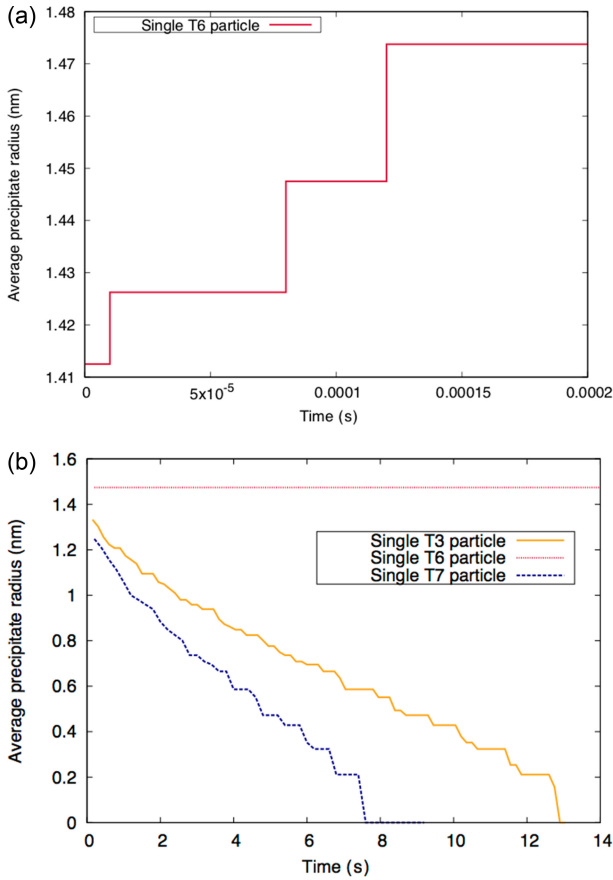 (a)
Single T6 particle
Average precipitate radius (nm)
1.48
1.47
1.46
1.45
1.44
1.43
1.42
1.41
0
5x10-5
0.0001
0.00015
0.0002
Time (s)
(b)
Average precipitate radius (nm)
1.6
1.4
1.2
1
0.8
0.6
0.4
0.2
0
Single T3 particle
Single T6 particle
Single T7 particle
0
2
4
6
8
10
12
14
Time (s)